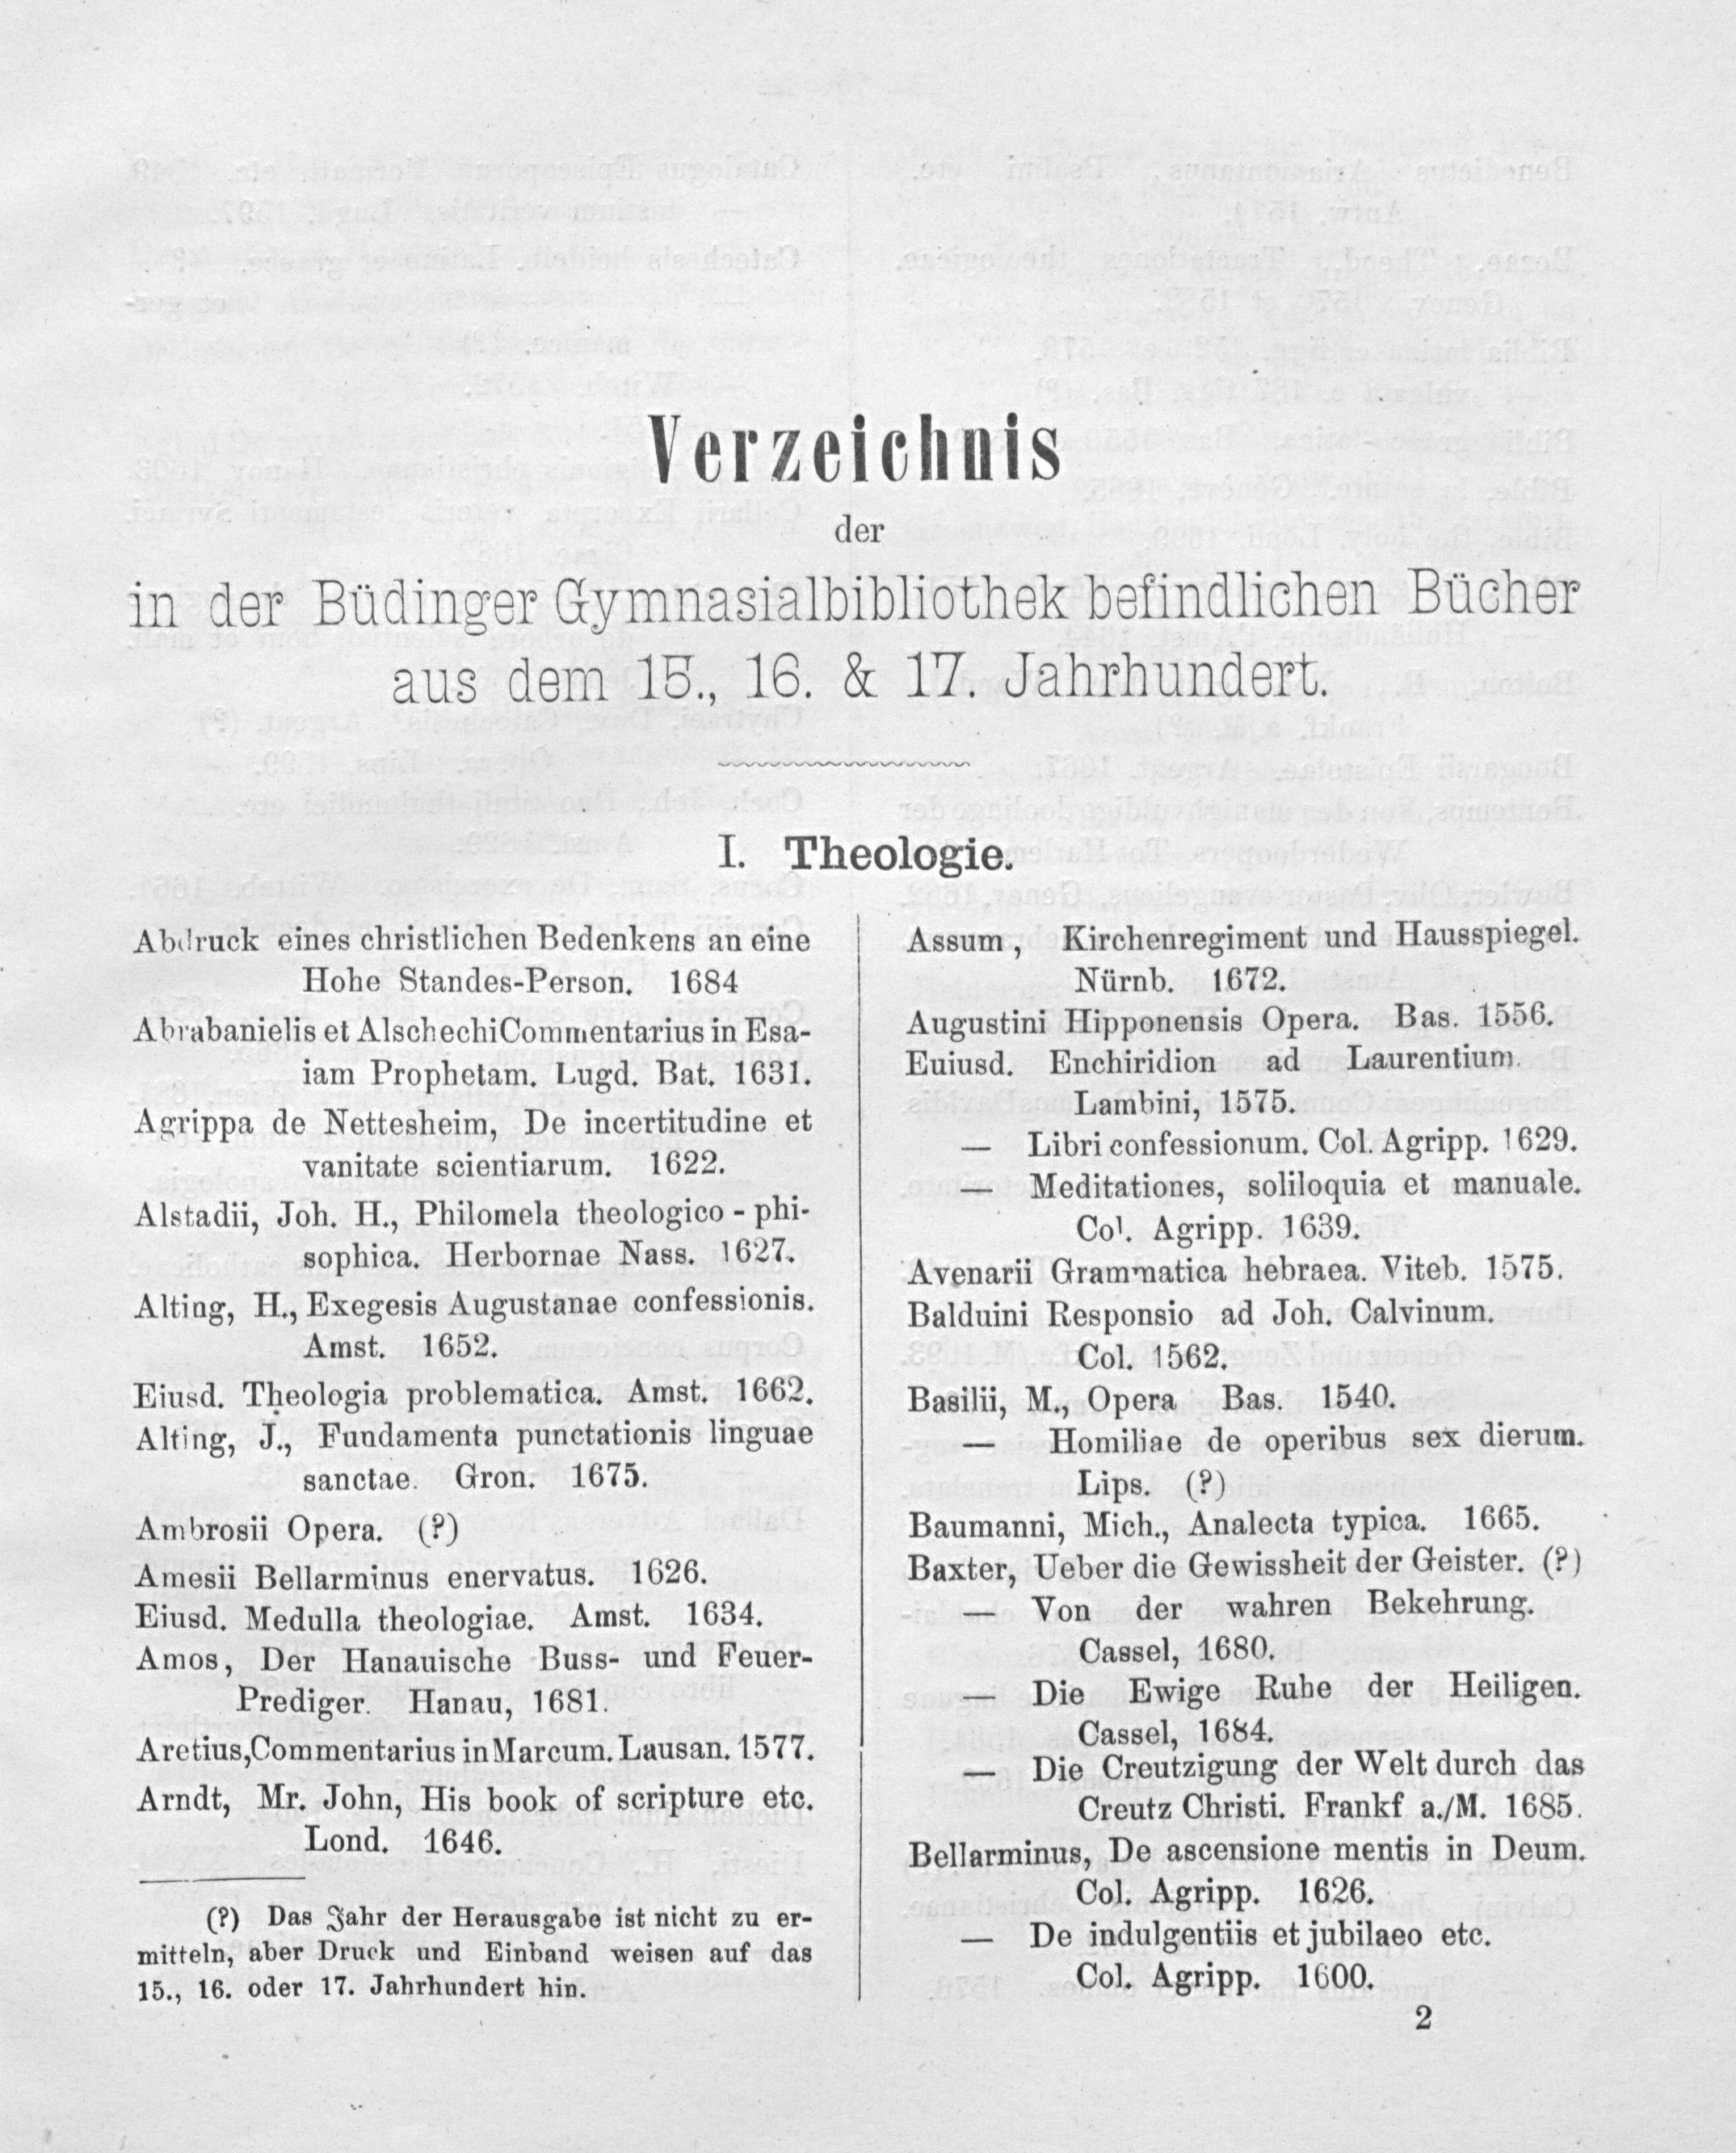 Verzeichnis
der
in der Büdinger Gymnasialbibliothek befindlichen Bücher
aus dem 15., 16. & 17. Jahrhundert.
I. Theologie.
Abdruck eines christlichen Bedenkens an eine
Hohe Standes-Person. 1684
Abrabanielis et Alschechi Commentarius in Esa-
iam Prophetam. Lugd. Bat. 1631.
Agrippa de Nettesheim, De incertitudine et
vanitate scientiarum. 1622.
Alstadii, Joh. H., Philomela theologico - phi-
sophica. Herbornae Nass. 1627.
Alting, H., Exegesis Augustanae confessionis.
Amst. 1652.
Eiusd. Theologia problematica. Amst. 1662.
Alting, J., Fundamenta punctationis linguae
sanctae. Gron. 1675.
Ambrosii Opera. (?)
Amesii Bellarminus enervatus. 1626.
Eiusd. Medulla theologiae. Amst. 1634.
Amos, Der Hanauische Buss- und Feuer-
Prediger. Hanau, 1681.
Aretius, Commentarius in Marcum. Lausan. 1577.
Arndt, Mr. John, His book of scripture etc.
Lond. 1646.
(?) Das Jahr der Herausgabe ist nicht zu er-
mitteln, aber Druck und Einband weisen auf das
15., 16. oder 17. Jahrhundert hin.
Assum, Kirchenregiment und Hausspiegel.
Nürnb. 1672.
Augustini Hipponensis Opera. Bas. 1556.
Euiusd. Enchiridion ad Laurentium.
Lambini, 1575.
— Libri confessionum. Col. Agripp. 1629.
— Meditationes, soliloquia et manuale.
Col. Agripp. 1639.
Avenarii Grammatica hebraea. Viteb. 1575.
Balduini Responsio ad Joh. Calvinum.
Col. 1562.
Basilii, M., Opera Bas. 1540.
— Homiliae de operibus sex dierum.
Lips. (?)
Baumanni, Mich., Analecta typica. 1665.
Baxter, Ueber die Gewissheit der Geister. (?)
— Von der wahren Bekehrung.
Cassel, 1680.
— Die Ewige Ruhe der Heiligen.
Cassel, 1684.
— Die Creutzigung der Welt durch das
Creutz Christi. Frankf a./M. 1685.
Bellarminus, De ascensione mentis in Deum.
Col. Agripp. 1626.
— De indulgentiis et jubilaeo etc.
Col. Agripp. 1600.
2